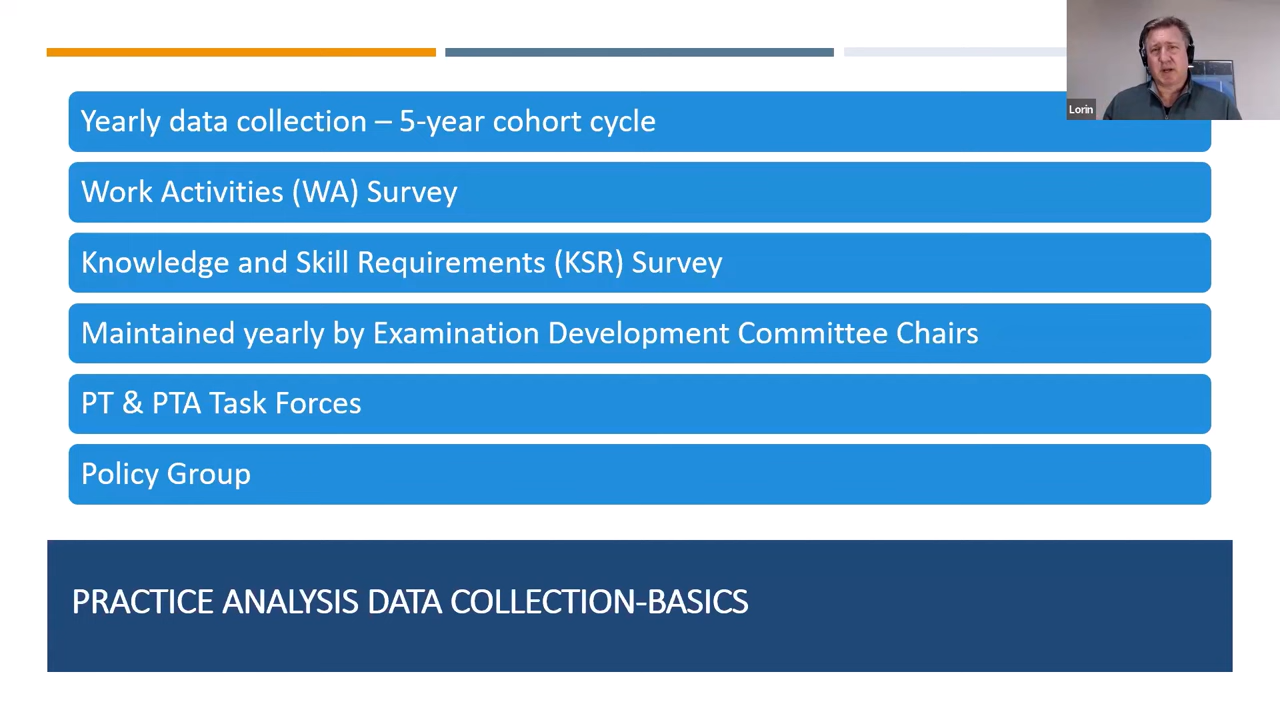 Lorin
Yearly data collection – 5-year cohort cycle
Work Activities (WA) Survey
Knowledge and Skill Requirements (KSR) Survey
Maintained yearly by Examination Development Committee Chairs
PT & PTA Task Forces
Policy Group
PRACTICE ANALYSIS DATA COLLECTION-BASICS